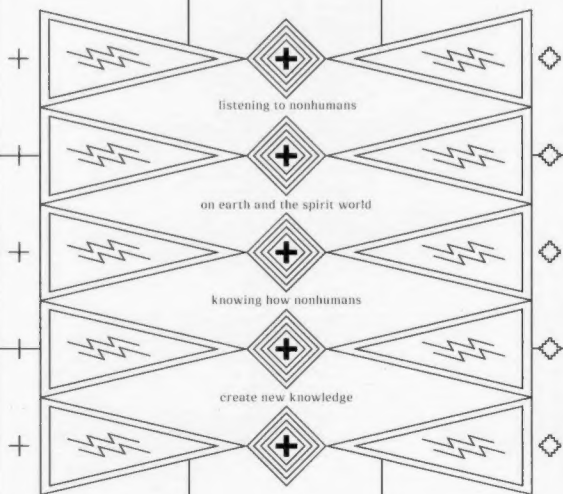 listening to nonhumans
on earth and the spirit world
knowing how nonhumans
create new knowledge